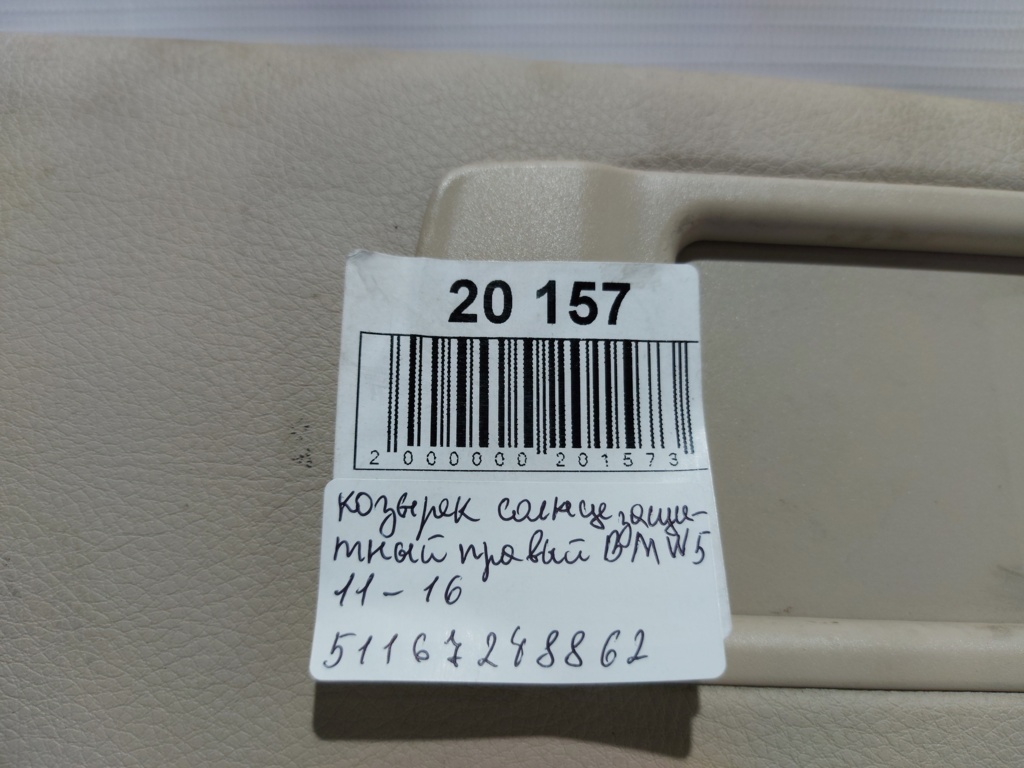 20 157
2 000000 201573
козырек солнцезащи-
тный правый BMW5
11-16
51167248862